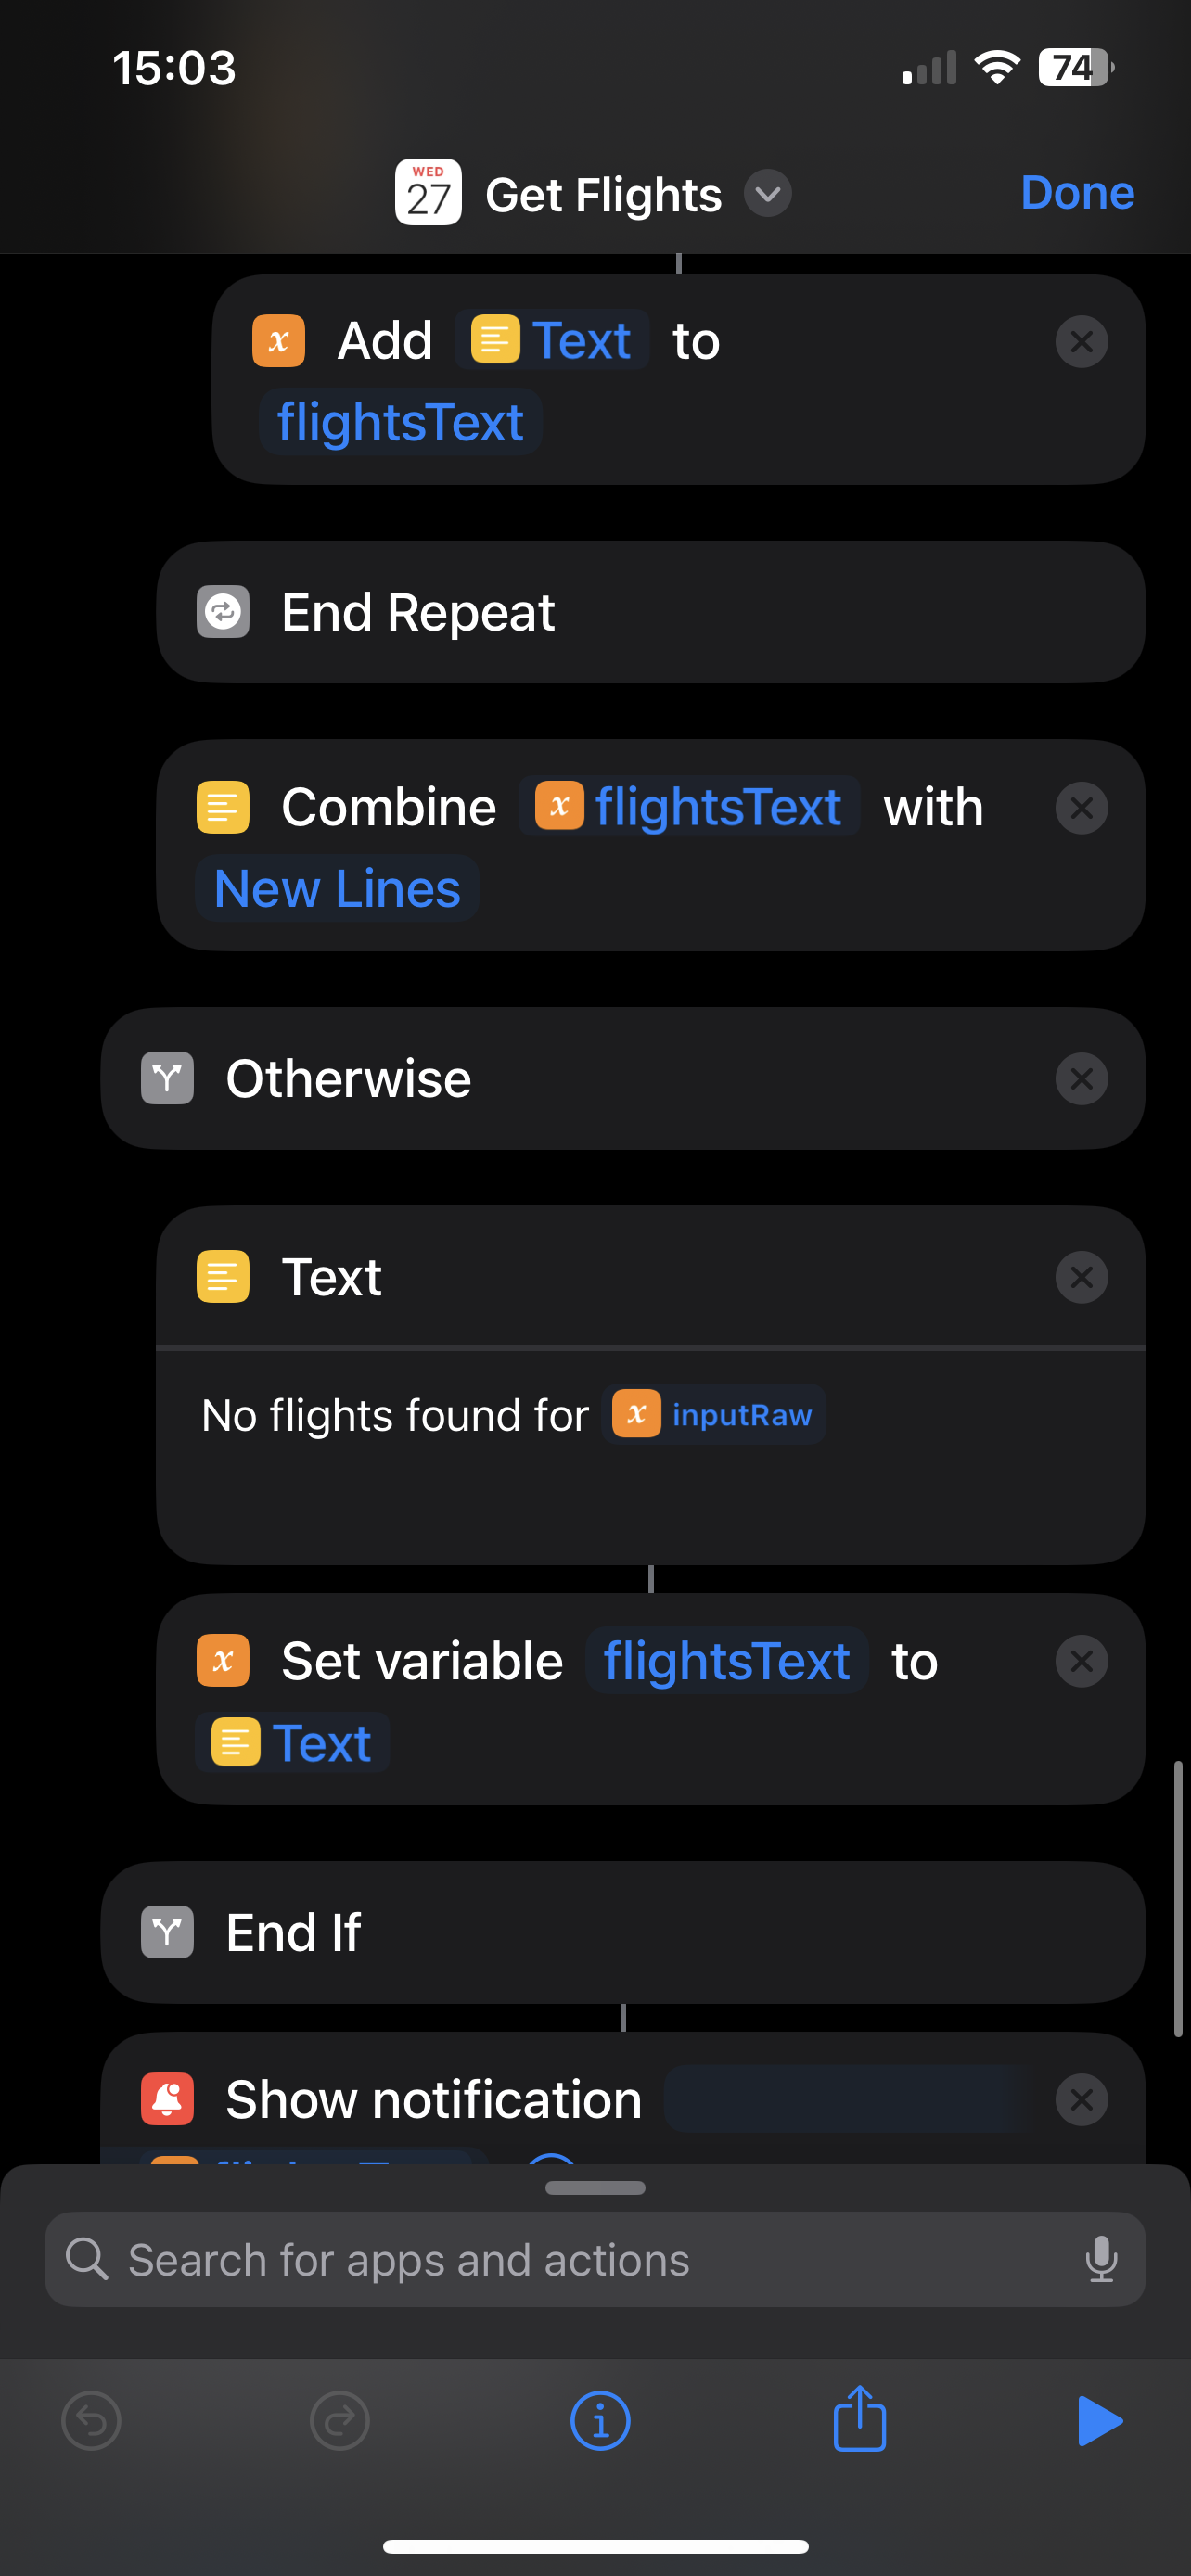 15:03
74
WED
27
Get Flights
Done
x Add Text to
flightsText
End Repeat
Combine x flightsText with
New Lines
Otherwise
Text
No flights found for x inputRaw
x Set variable flightsText to
Text
End If
Show notification
Search for apps and actions